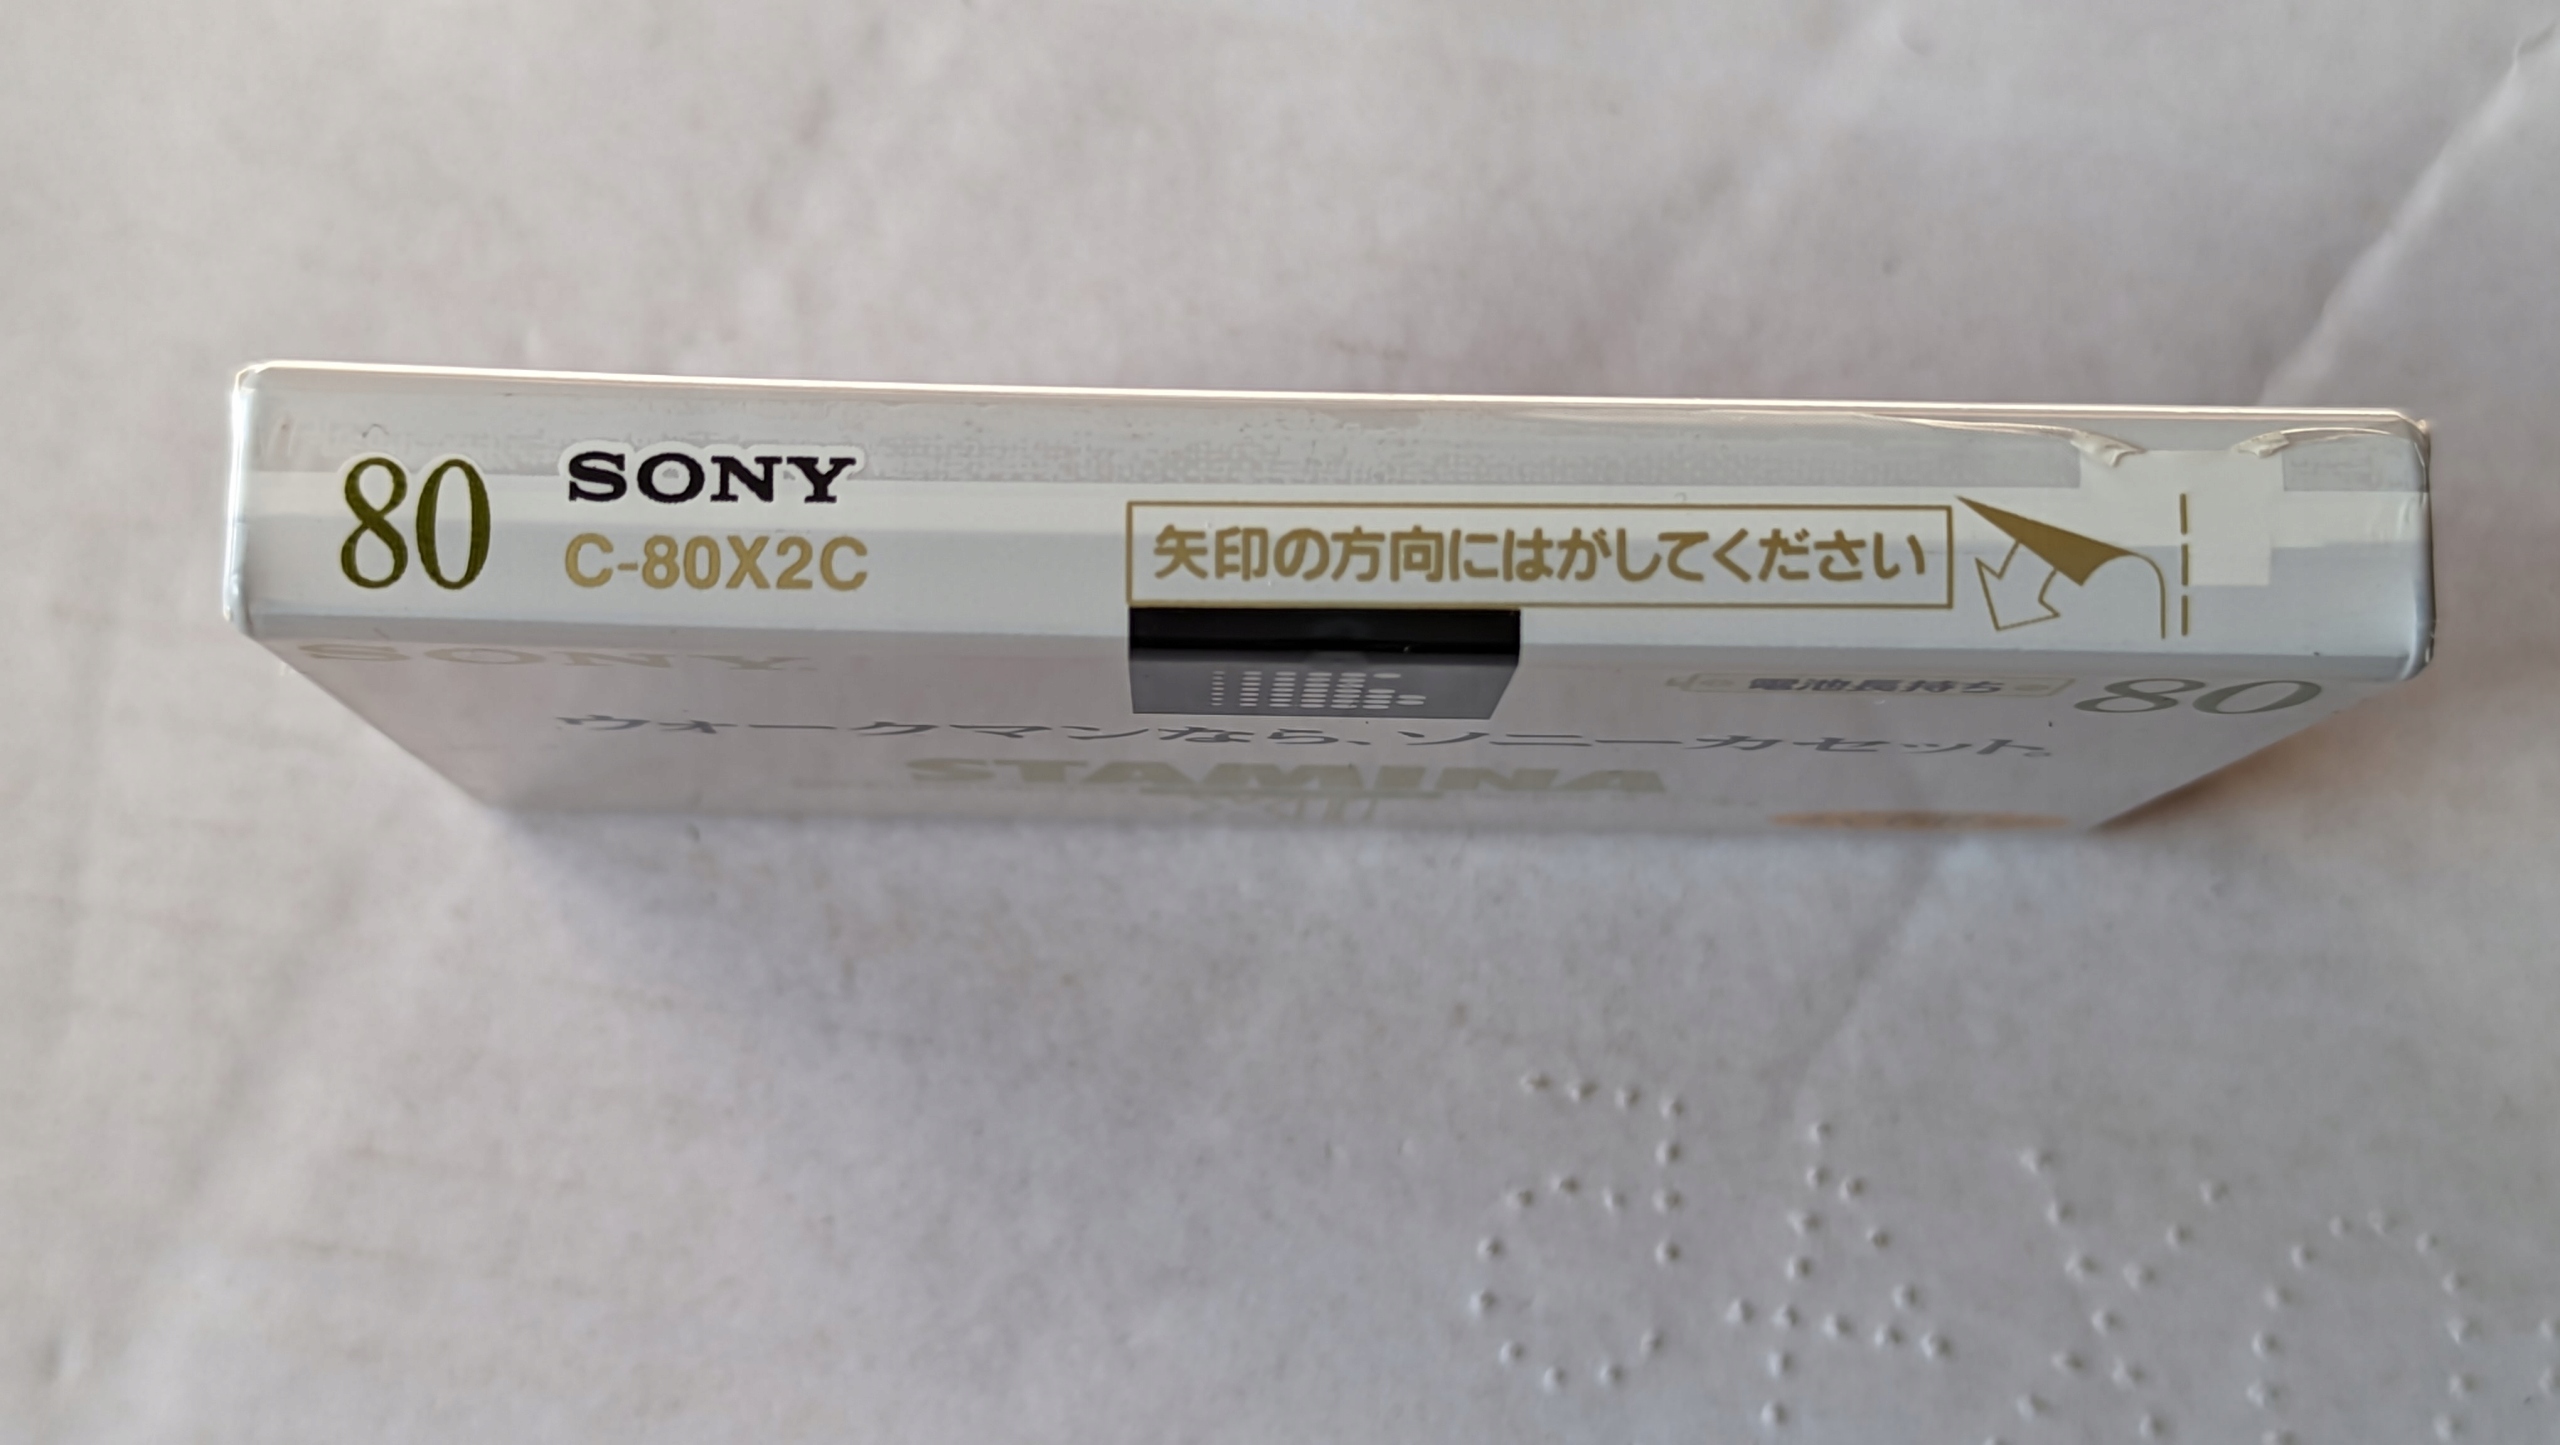 80
SONY
C-80X2C
矢印の方向にはがしてください
SONY
電池長持ち
80
ウォークマンなら、ソニーカセット。
STAMINA